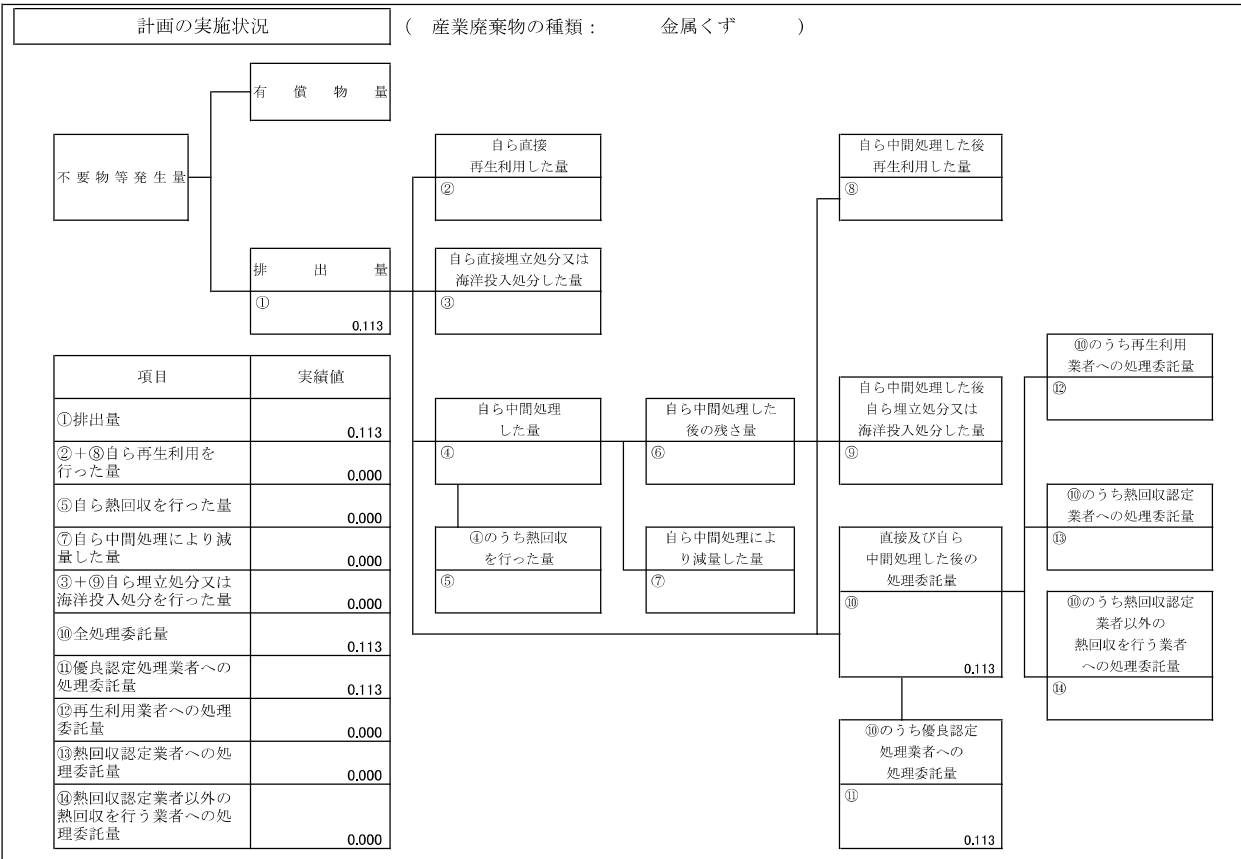 計画の実施状況
( 産業廃棄物の種類： 金属くず )
有償物量
不要物等発生量
自ら直接
再生利用した量
②
自ら中間処理した後
再生利用した量
⑧
排出量
①
0.113
自ら直接埋立処分又は
海洋投入処分した量
③
項目 実績値
①排出量
0.113
②＋⑧自ら再生利用を
行った量
0.000
⑤自ら熱回収を行った量
0.000
⑦自ら中間処理により減
量した量
0.000
③＋⑨自ら埋立処分又は
海洋投入処分を行った量
0.000
⑩全処理委託量
0.113
⑪優良認定処理業者への
処理委託量
0.113
⑫再生利用業者への処理
委託量
0.000
⑬熱回収認定業者への処
理委託量
0.000
⑭熱回収認定業者以外の
熱回収を行う業者への処
理委託量
0.000
自ら中間処理
した量
④
自ら中間処理した
後の残さ量
⑥
自ら中間処理した後
自ら埋立処分又は
海洋投入処分した量
⑨
④のうち熱回収
を行った量
⑤
自ら中間処理によ
り減量した量
⑦
直接及び自ら
中間処理した後の
処理委託量
⑩
0.113
⑩のうち優良認定
処理業者への
処理委託量
⑪
0.113
⑩のうち再生利用
業者への処理委託量
⑫
⑩のうち熱回収認定
業者への処理委託量
⑬
⑩のうち熱回収認定
業者以外の
熱回収を行う業者
への処理委託量
⑭